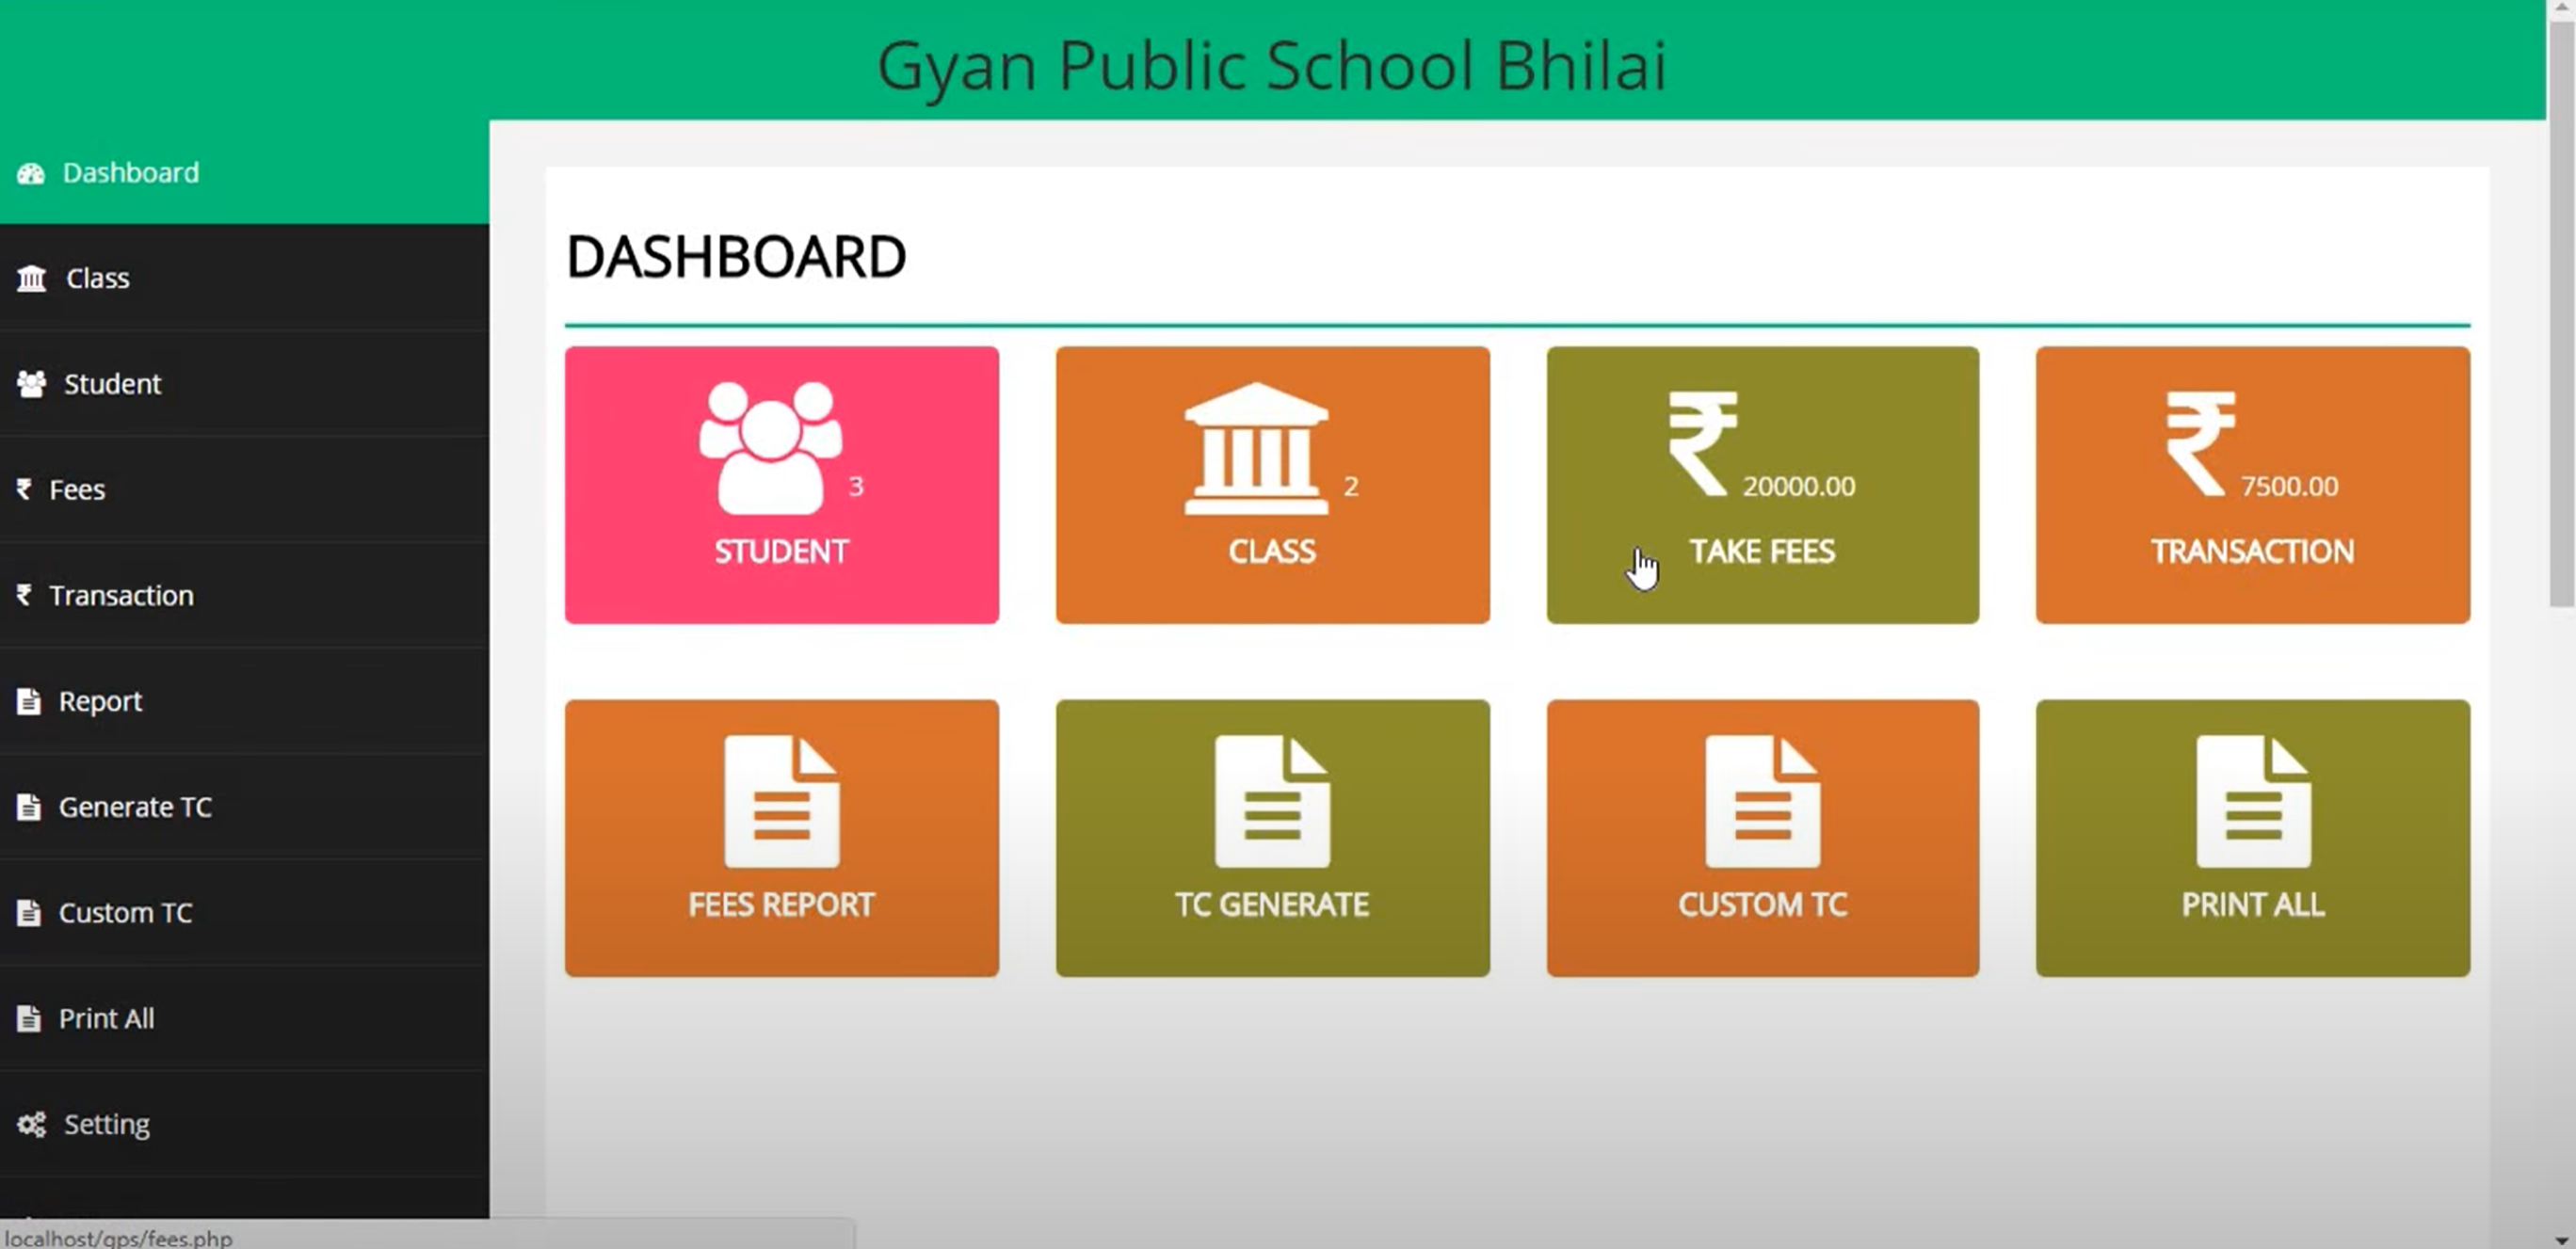 Gyan Public School Bhilai
Dashboard
Class
Student
₹ Fees
₹ Transaction
Report
Generate TC
Custom TC
Print All
Setting
DASHBOARD
₹ 3
STUDENT
2
CLASS
₹ 20000.00
TAKE FEES
₹ 7500.00
TRANSACTION
FEES REPORT
TC GENERATE
CUSTOM TC
PRINT ALL
localhost/gps/fees.php